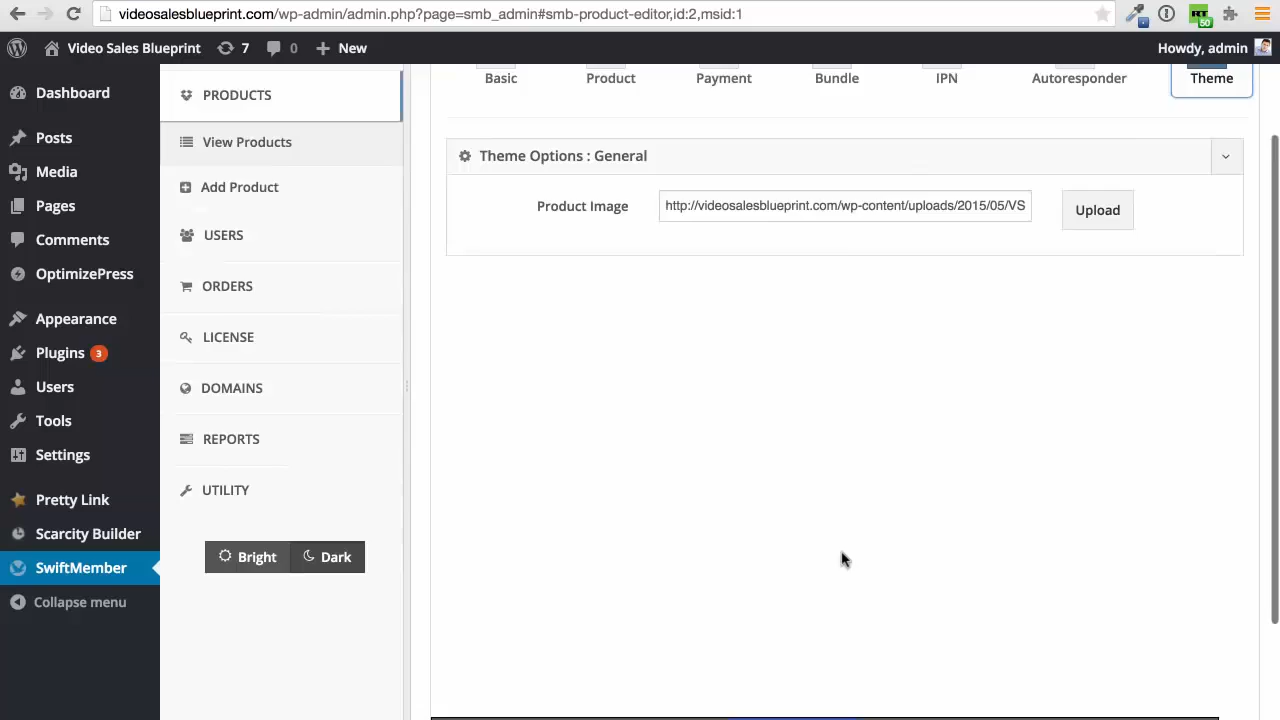 videosalesblueprint.com/wp-admin/admin.php?page=smb_admin#smb-product-editor,id:2,msid:1
RT
50
Video Sales Blueprint
7
0
New
Howdy, admin
Dashboard
Posts
Media
Pages
Comments
OptimizePress
Appearance
Plugins 3
Users
Tools
Settings
Pretty Link
Scarcity Builder
SwiftMember
Collapse menu
PRODUCTS
View Products
Add Product
USERS
ORDERS
LICENSE
DOMAINS
REPORTS
UTILITY
Bright
Dark
Basic
Product
Payment
Bundle
IPN
Autoresponder
Theme
Theme Options : General
Product Image
http://videosalesblueprint.com/wp-content/uploads/2015/05/VS
Upload